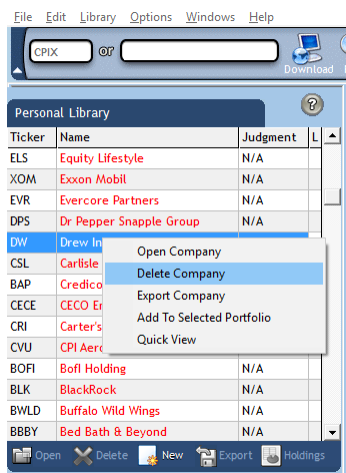 File Edit Library Options Windows Help
CPIX or
Download
Personal Library
Ticker Name Judgment L
ELS Equity Lifestyle N/A
XOM Exxon Mobil N/A
EVR Evercore Partners N/A
DPS Dr Pepper Snapple Group N/A
DW Drew In
Open Company
CSL Carlisle
Delete Company
BAP Credico
Export Company
CECE CECO En
CRI Carter's
Add To Selected Portfolio
CVU CPI Aero
Quick View
BOFI BofI Holding N/A
BLK BlackRock N/A
BWLD Buffalo Wild Wings N/A
BBBY Bed Bath & Beyond N/A
Open Delete New Export Holdings